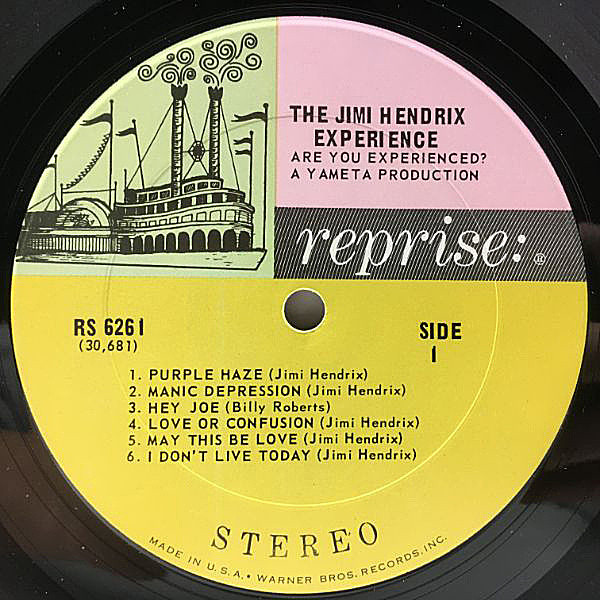 THE JIMI HENDRIX
EXPERIENCE
ARE YOU EXPERIENCED?
A YAMETA PRODUCTION
reprise: ®
RS 6261
(30,681)
SIDE
1
1. PURPLE HAZE (Jimi Hendrix)
2. MANIC DEPRESSION (Jimi Hendrix)
3. HEY JOE (Billy Roberts)
4. LOVE OR CONFUSION (Jimi Hendrix)
5. MAY THIS BE LOVE (Jimi Hendrix)
6. I DON'T LIVE TODAY (Jimi Hendrix)
STEREO
MADE IN U.S.A. • WARNER BROS. RECORDS, INC.